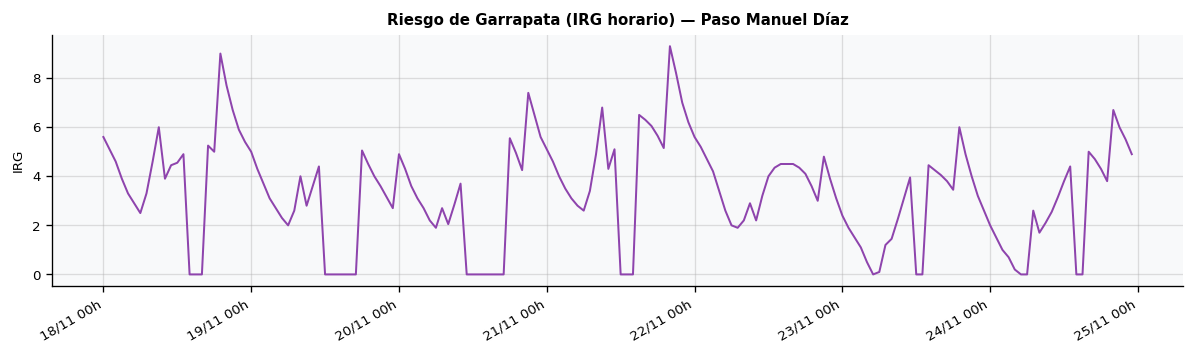 Riesgo de Garrapata (IRG horario) — Paso Manuel Díaz
IRG
8
6
4
2
0
18/11 00h
19/11 00h
20/11 00h
21/11 00h
22/11 00h
23/11 00h
24/11 00h
25/11 00h